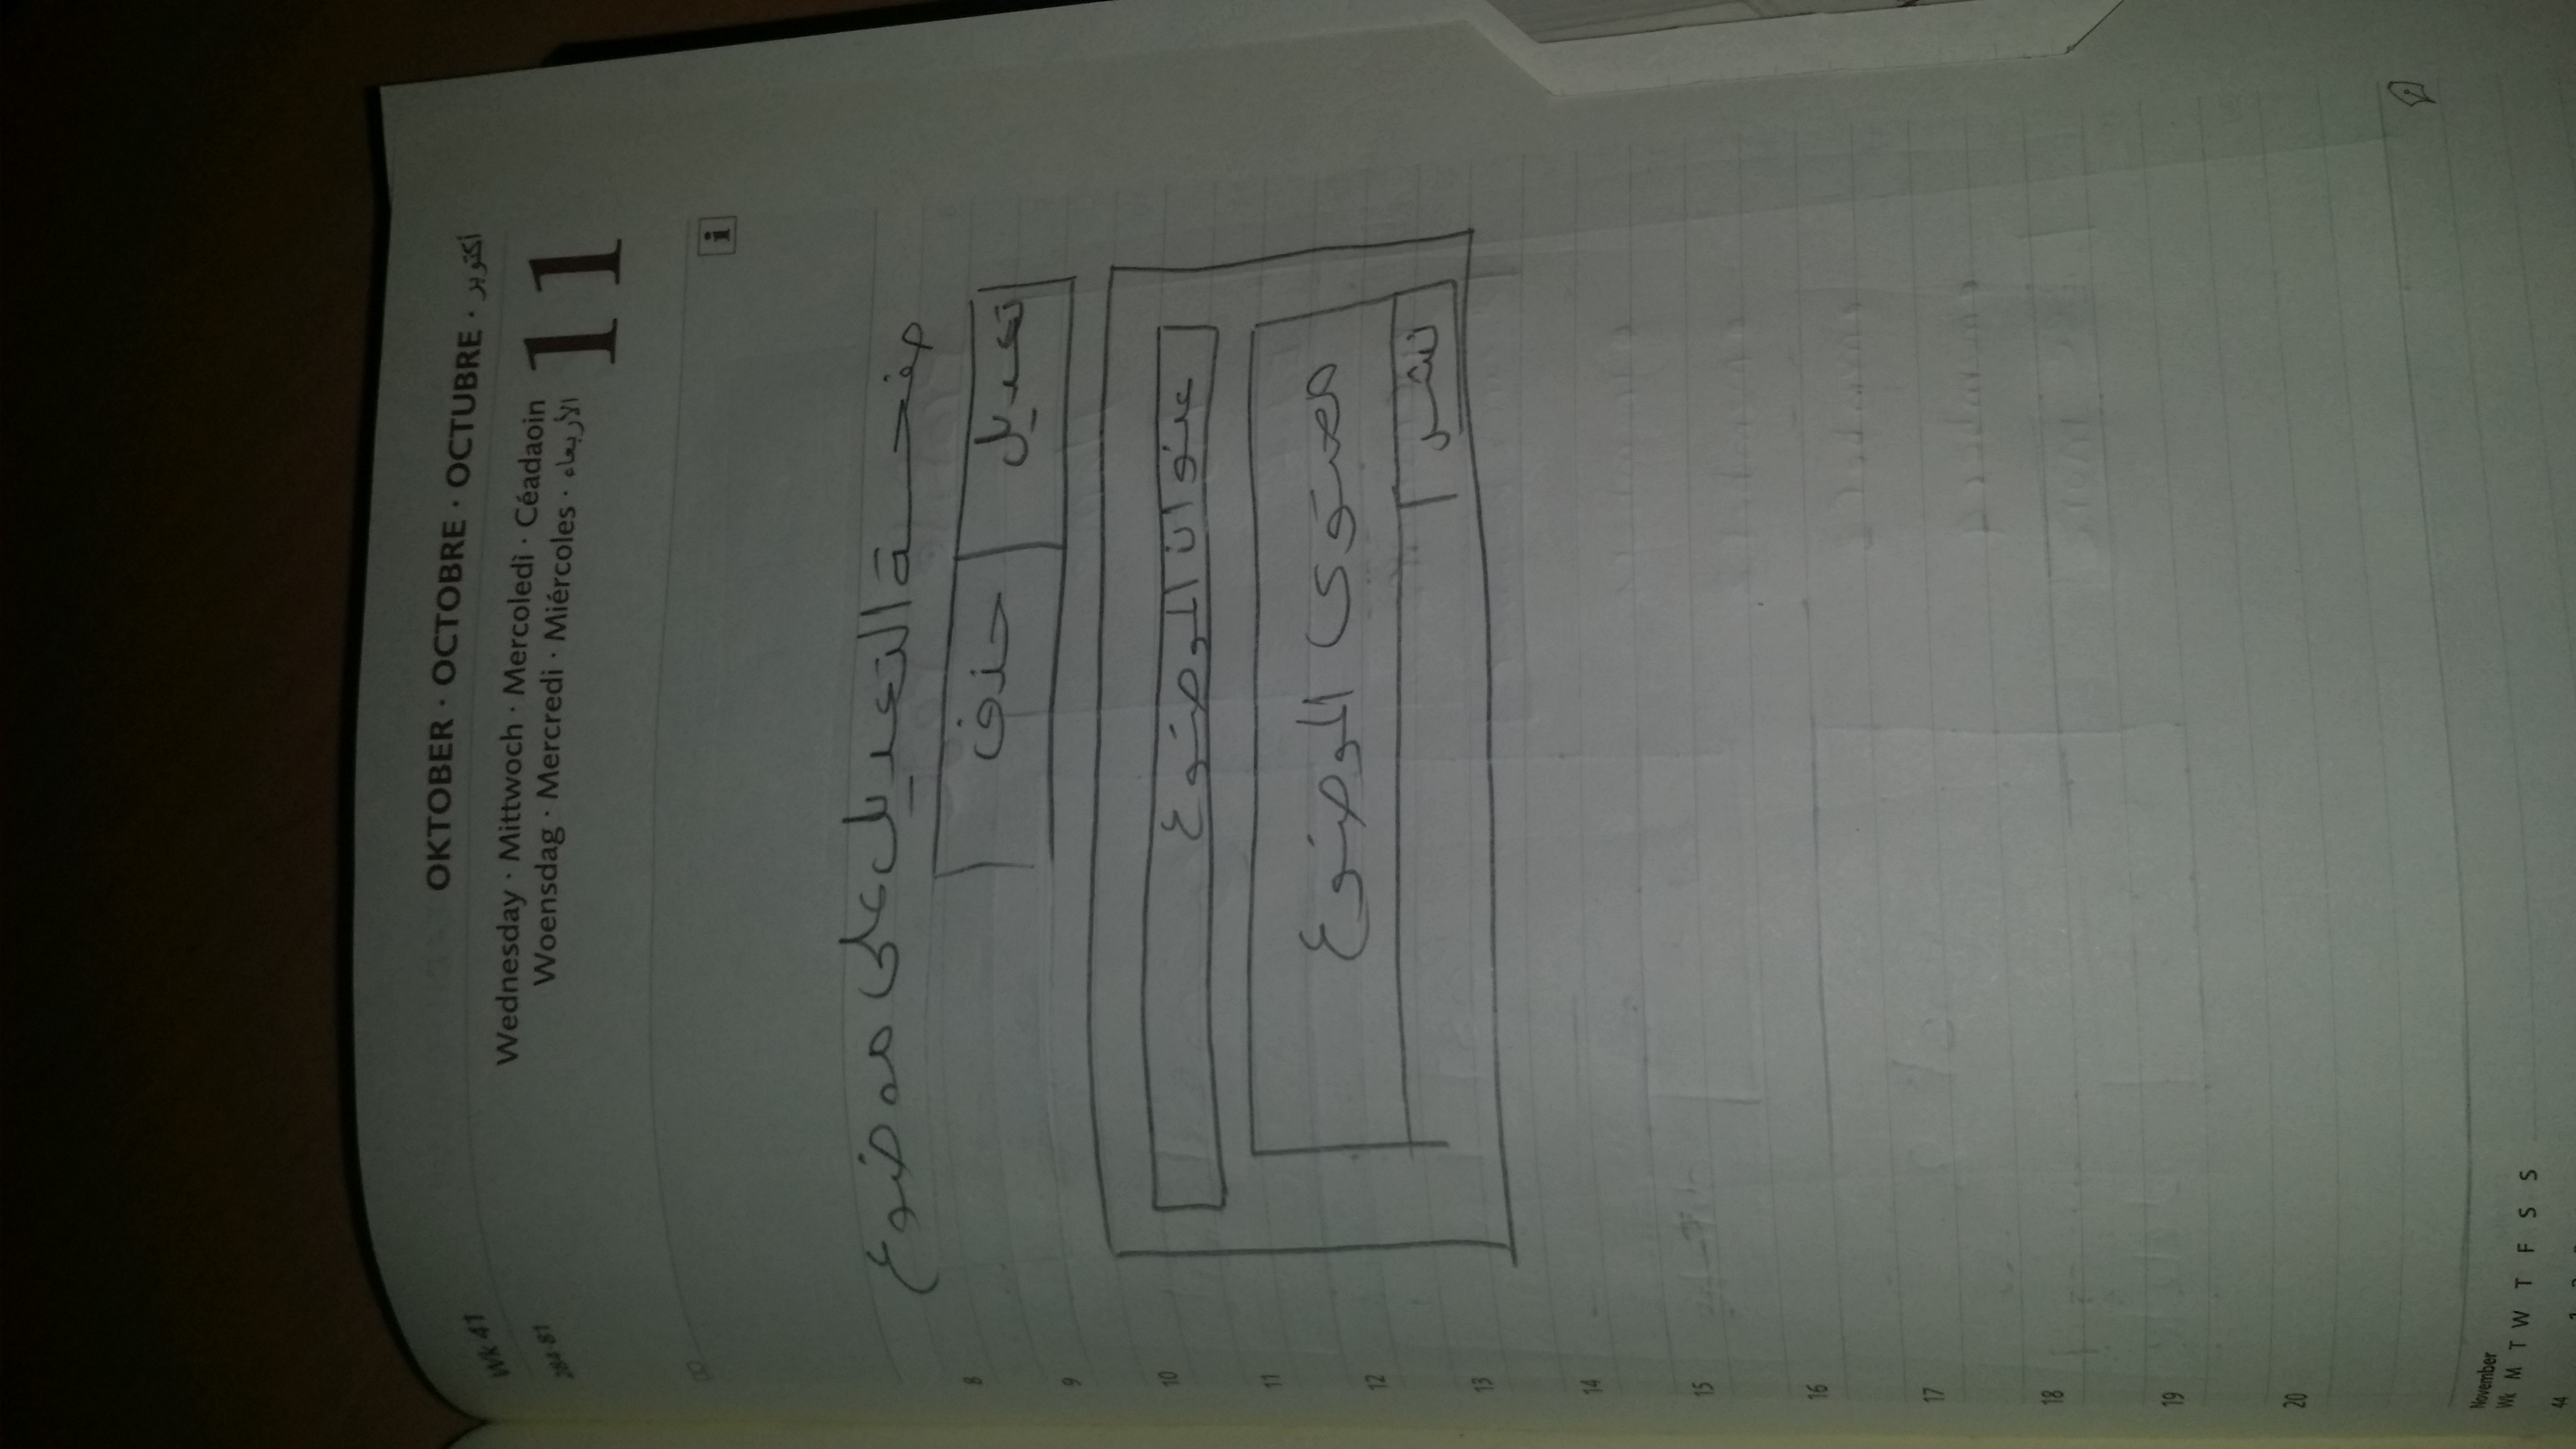 OKTOBER · OCTOBRE · OCTUBRE · أكتوبر
Wk 41
Wednesday · Mittwoch · Mercoledì · Céadaoin
284-81
Woensdag · Mercredi · Miércoles · الأربعاء
11
i
صفحة التعديل على موضوع
8
تعديل حذف
9
10
عنوان الموضوع
11
محتوى الموضوع
12
نشر
13
14
15
16
17
18
19
20
November
Wk M T W T F S S
44